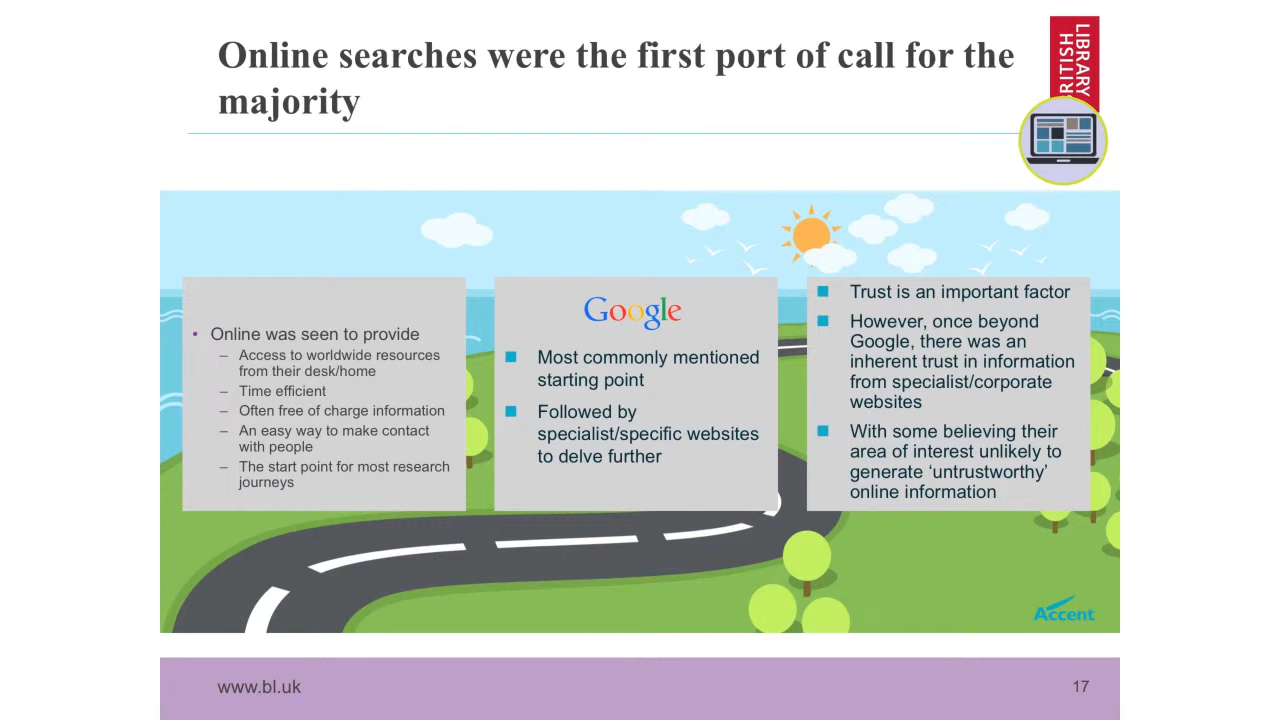 Online searches were the first port of call for the
majority
LIBRARY
RITISH
• Online was seen to provide
– Access to worldwide resources
from their desk/home
– Time efficient
– Often free of charge information
– An easy way to make contact
with people
– The start point for most research
journeys
Google
Most commonly mentioned
starting point
Followed by
specialist/specific websites
to delve further
Trust is an important factor
However, once beyond
Google, there was an
inherent trust in information
from specialist/corporate
websites
With some believing their
area of interest unlikely to
generate ‘untrustworthy’
online information
Accent
www.bl.uk
17